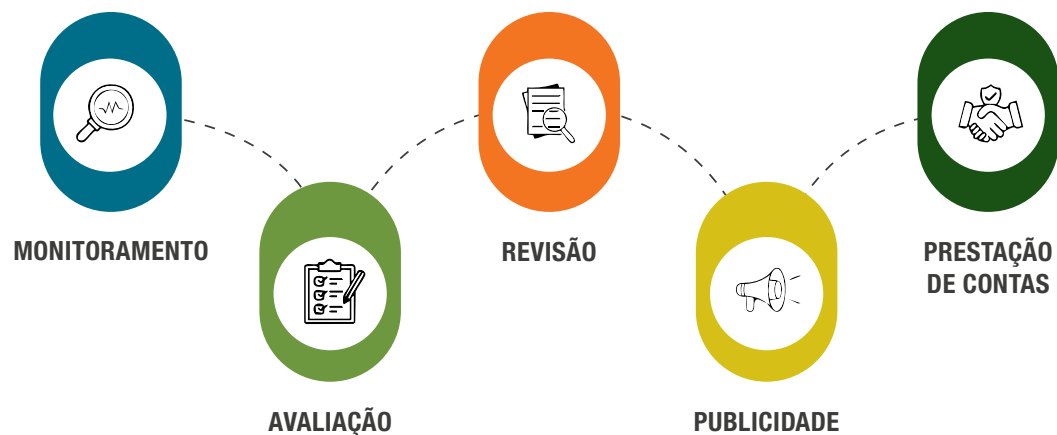 MONITORAMENTO
AVALIAÇÃO
REVISÃO
PUBLICIDADE
PRESTAÇÃO
DE CONTAS